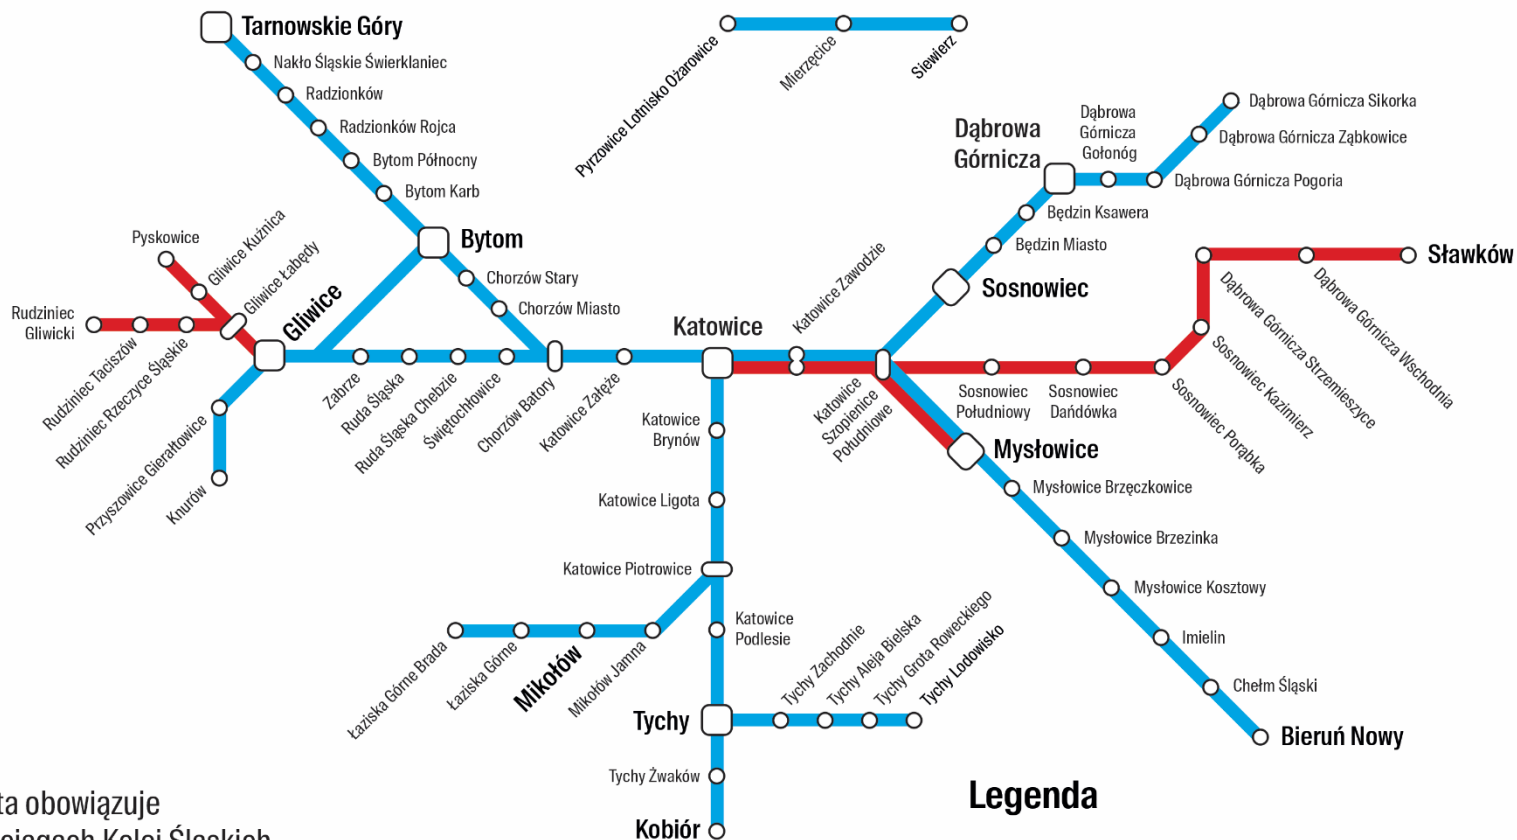 Tarnowskie Góry
Nakło Śląskie Świerklaniec
Radzionków
Radzionków Rojca
Bytom Północny
Bytom Karb
Bytom
Chorzów Stary
Chorzów Miasto
Pyrzowice Lotnisko Ożarowice
Mierzęcice
Siewierz
Dąbrowa
Górnicza
Dąbrowa
Górnicza
Gołonóg
Dąbrowa Górnicza Sikorka
Dąbrowa Górnicza Ząbkowice
Dąbrowa Górnicza Pogoria
Będzin Ksawera
Będzin Miasto
Sosnowiec
Pyskowice
Gliwice Kuźnica
Gliwice Łabędy
Rudziniec
Gliwicki
Rudziniec Taciszów
Rudziniec Rzeczyce Śląskie
Gliwice
Przyszowice Gierałtowice
Knurów
Zabrze
Ruda Śląska
Ruda Śląska Chebzie
Świętochłowice
Chorzów Batory
Katowice Załęże
Katowice
Katowice Zawodzie
Katowice
Szopienice
Południowe
Sosnowiec
Południowy
Sosnowiec
Dańdówka
Sosnowiec Porąbka
Sosnowiec Kazimierz
Dąbrowa Górnicza Strzemieszyce
Dąbrowa Górnicza Wschodnia
Sławków
Mysłowice
Mysłowice Brzęczkowice
Mysłowice Brzezinka
Mysłowice Kosztowy
Imielin
Chełm Śląski
Bieruń Nowy
Katowice
Brynów
Katowice Ligota
Katowice Piotrowice
Katowice
Podlesie
Łaziska Górne Brada
Łaziska Górne
Mikołów
Mikołów Jamna
Tychy
Tychy Zachodnie
Tychy Aleja Bielska
Tychy Grota Roweckiego
Tychy Lodowisko
Tychy Żwaków
Kobiór
Legenda
ta obowiązuje
ciągach Kolei Śląskich